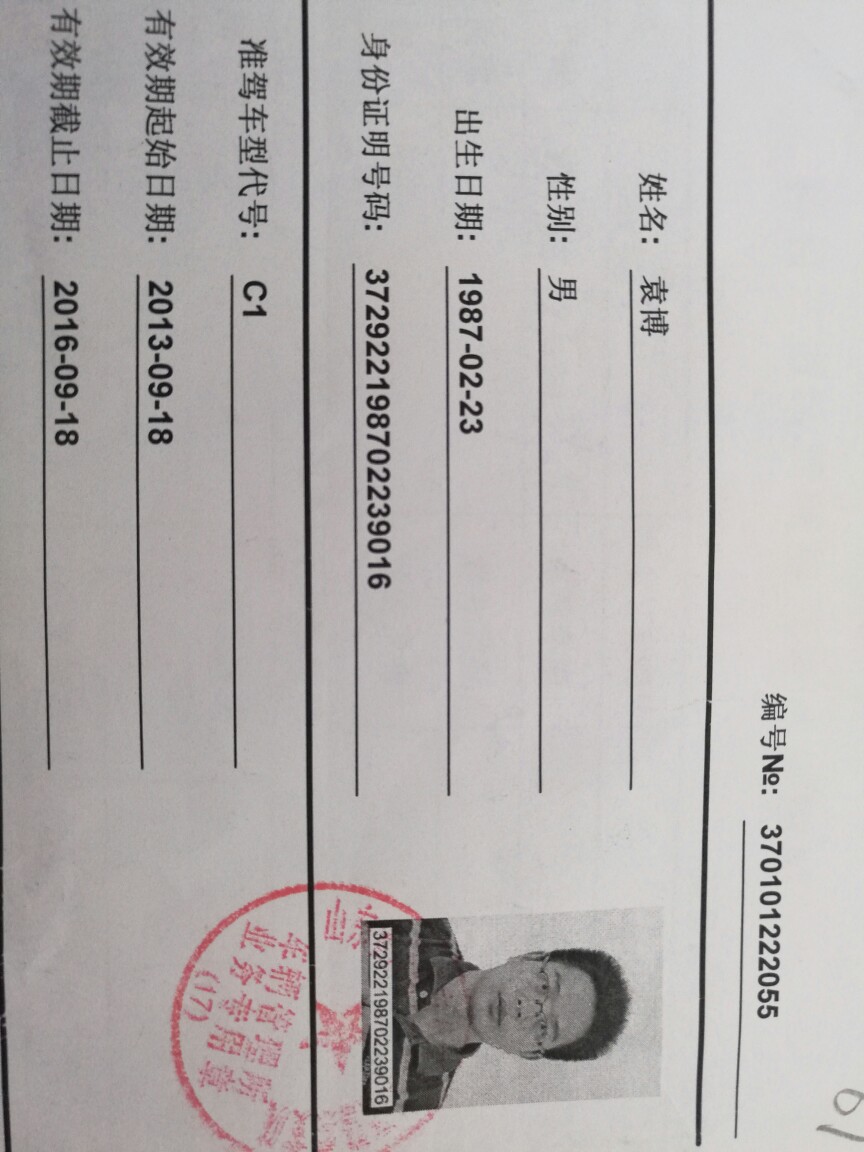 编号№: 370101222055
姓名: 袁博
性别: 男
出生日期: 1987-02-23
身份证明号码: 372922198702239016
372922198702239016
准驾车型代号: C1
有效期起始日期: 2013-09-18
有效期截止日期: 2016-09-18
车辆管理所
业务专用章
(17)